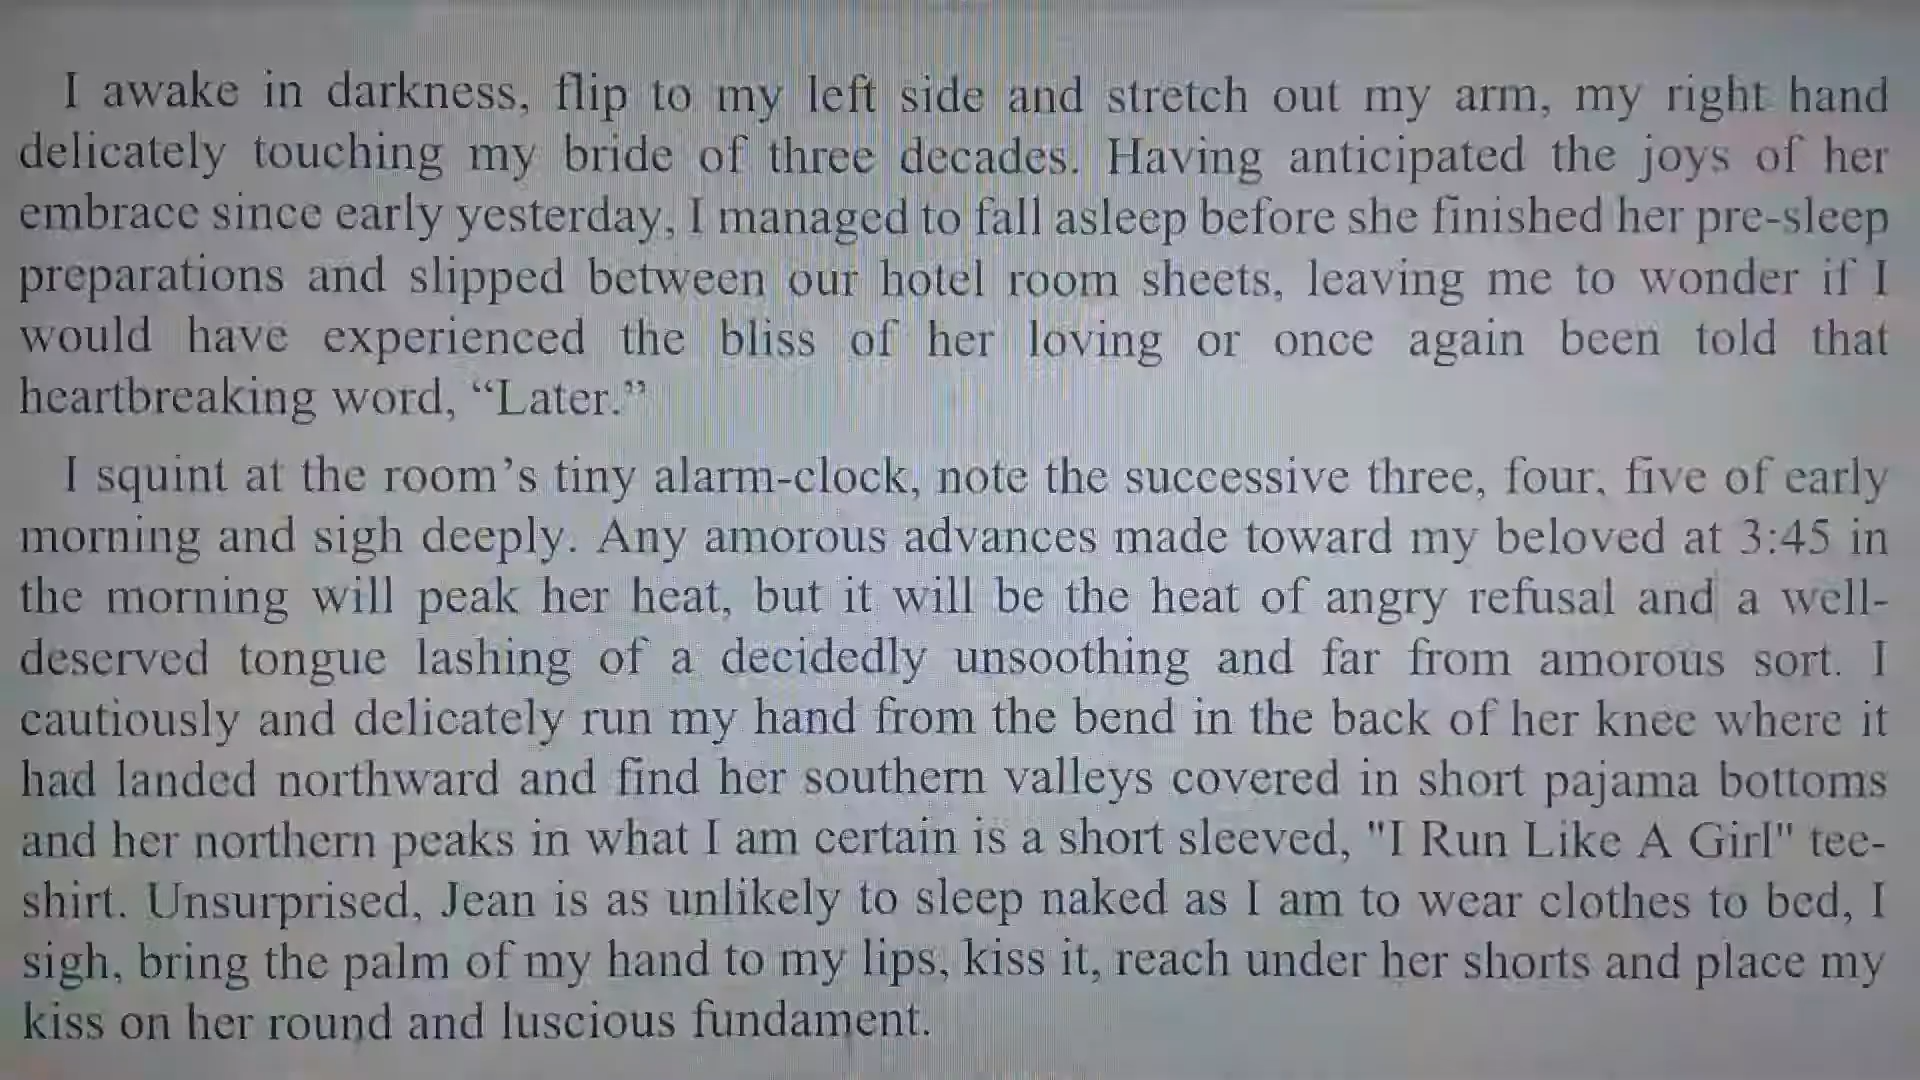 I awake in darkness, flip to my left side and stretch out my arm, my right hand
delicately touching my bride of three decades. Having anticipated the joys of her
embrace since early yesterday, I managed to fall asleep before she finished her pre-sleep
preparations and slipped between our hotel room sheets, leaving me to wonder if I
would have experienced the bliss of her loving or once again been told that
heartbreaking word, “Later.”
I squint at the room’s tiny alarm-clock, note the successive three, four, five of early
morning and sigh deeply. Any amorous advances made toward my beloved at 3:45 in
the morning will peak her heat, but it will be the heat of angry refusal and a well-
deserved tongue lashing of a decidedly unsoothing and far from amorous sort. I
cautiously and delicately run my hand from the bend in the back of her knee where it
had landed northward and find her southern valleys covered in short pajama bottoms
and her northern peaks in what I am certain is a short sleeved, "I Run Like A Girl" tee-
shirt. Unsurprised, Jean is as unlikely to sleep naked as I am to wear clothes to bed, I
sigh, bring the palm of my hand to my lips, kiss it, reach under her shorts and place my
kiss on her round and luscious fundament.